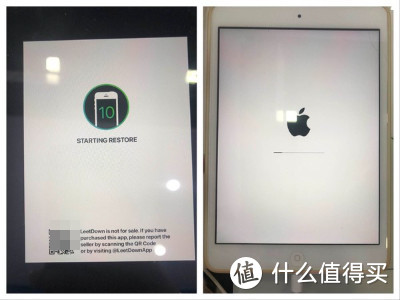 10
STARTING RESTORE
LeetDown is not for sale. If you have
purchased this app, please report the
seller by scanning the QR Code
or by visiting @LeetDownApp
值 什么值得买